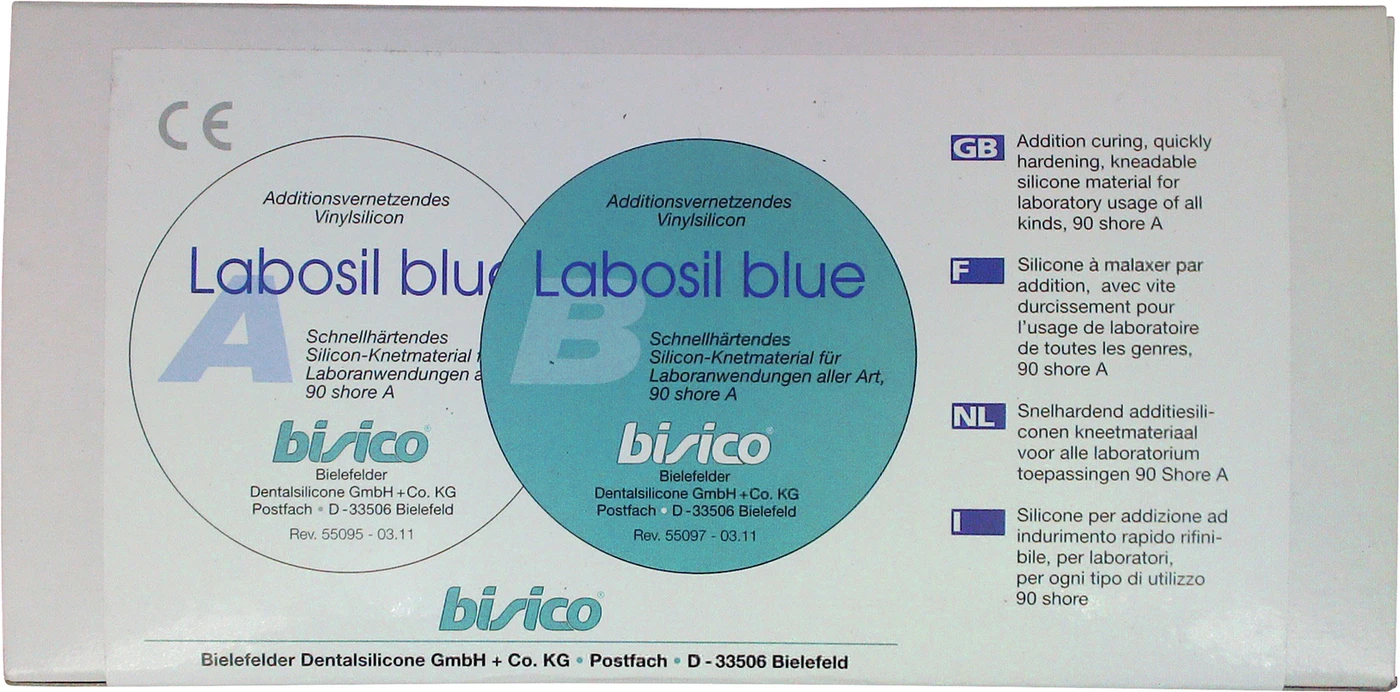 CE
Additionsvernetzendes
Vinylsilicon
Labosil blue
A
Schnellhärtendes
Silicon-Knetmaterial
Laboranwendungen a
90 shore A
bisico®
Bielefelder
Dentalsilicone GmbH + Co. KG
Postfach • D - 33506 Bielefeld
Rev. 55095 - 03.11
Additionsvernetzendes
Vinylsilicon
Labosil blue
B
Schnellhärtendes
Silicon-Knetmaterial für
Laboranwendungen aller Art,
90 shore A
bisico®
Bielefelder
Dentalsilicone GmbH + Co. KG
Postfach • D - 33506 Bielefeld
Rev. 55097 - 03.11
bisico®
Bielefelder Dentalsilicone GmbH + Co. KG • Postfach • D - 33506 Bielefeld
GB Addition curing, quickly
hardening, kneadable
silicone material for
laboratory usage of all
kinds, 90 shore A
F Silicone à malaxer par
addition, avec vite
durcissement pour
l'usage de laboratoire
de toutes les genres,
90 shore A
NL Snelhardend additiesili-
conen kneetmateriaal
voor alle laboratorium
toepassingen 90 Shore A
I Silicone per addizione ad
indurimento rapido rifini-
bile, per laboratori,
per ogni tipo di utilizzo
90 shore